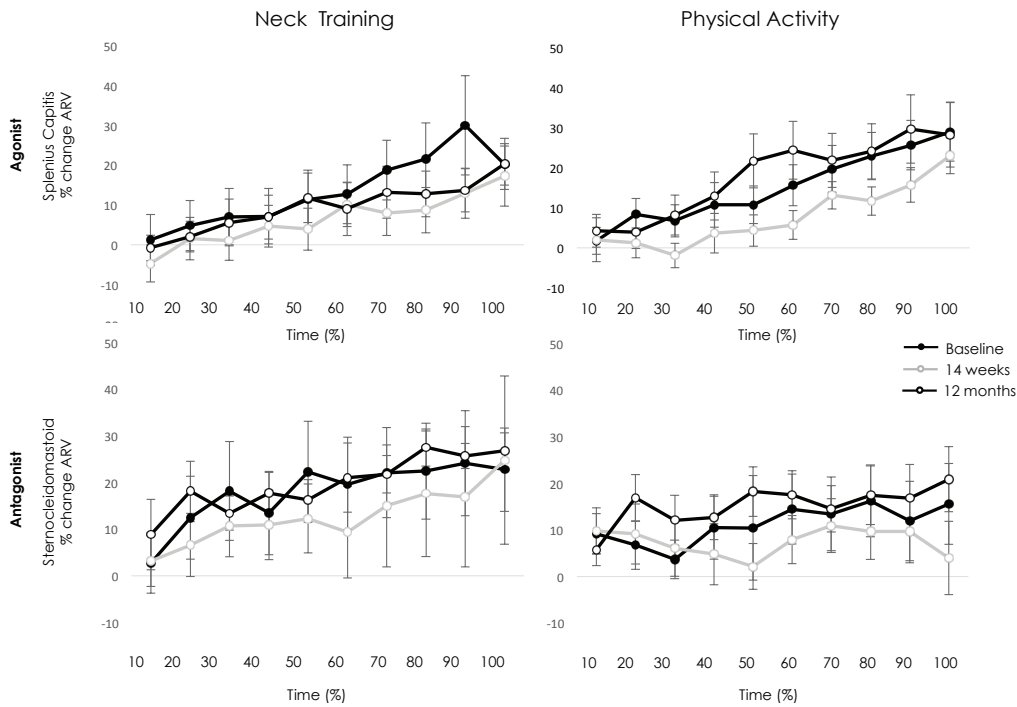 Neck Training
Physical Activity
Agonist
Splenius Capitis
% change ARV
50
40
30
20
10
0
-10
10 20 30 40 50 60 70 80 90 100
Time (%)
50
40
30
20
10
0
-10
10 20 30 40 50 60 70 80 90 100
Time (%)
Antagonist
Sternocleidomastoid
% change ARV
50
40
30
20
10
0
-10
10 20 30 40 50 60 70 80 90 100
Time (%)
50
40
30
20
10
0
-10
10 20 30 40 50 60 70 80 90 100
Time (%)
Baseline
14 weeks
12 months